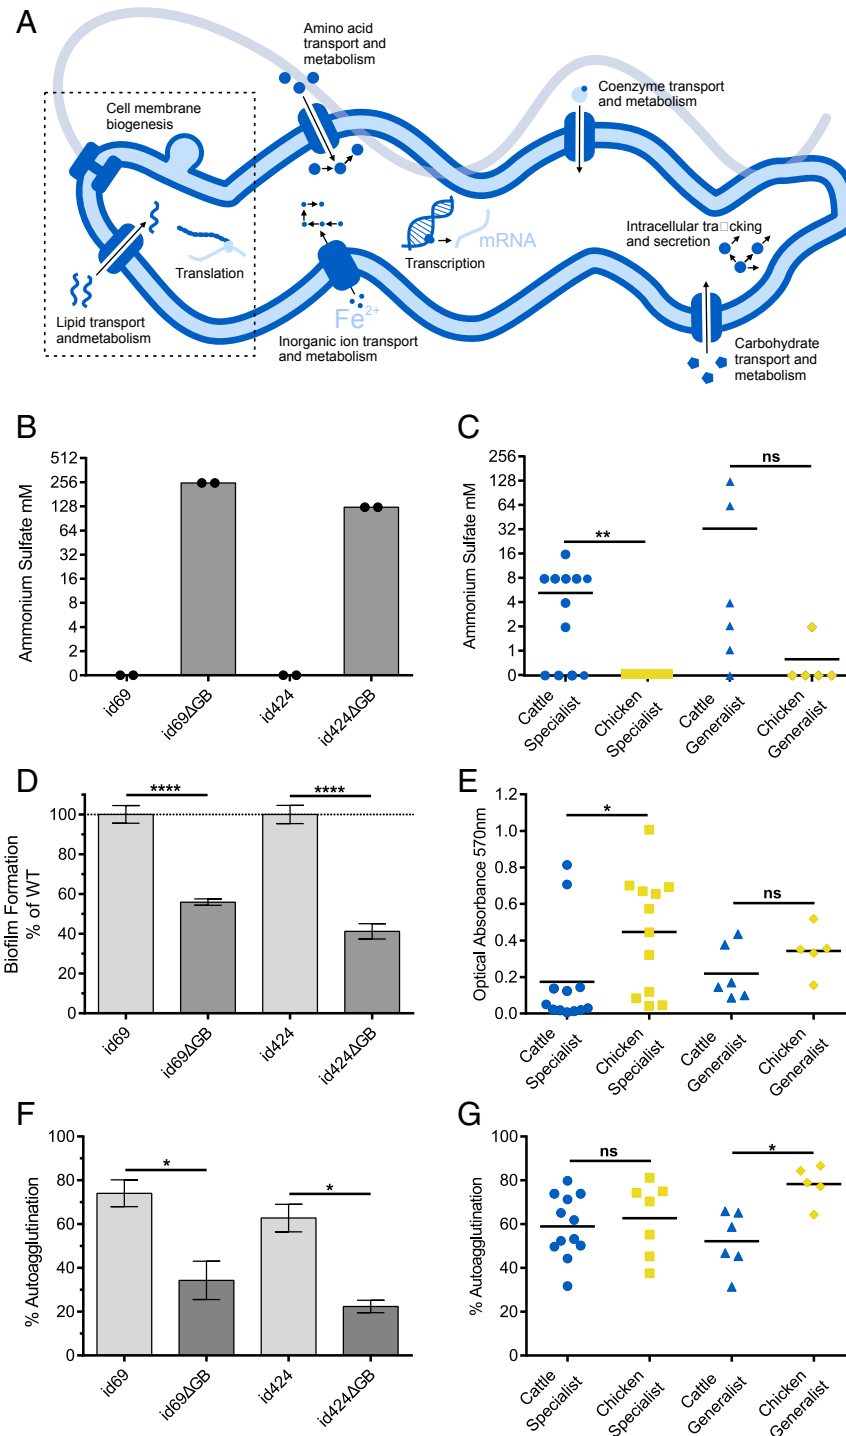 A
Amino acid
transport and
metabolism
Coenzyme transport
and metabolism
Cell membrane
biogenesis
Translation
Lipid transport
andmetabolism
Fe2+
Inorganic ion transport
and metabolism
mRNA
Transcription
Intracellular tra□cking
and secretion
Carbohydrate
transport and
metabolism
B
Ammonium Sulfate mM
512
256
128
64
32
16
8
4
2
1
0
id69
id69ΔGB
id424
id424ΔGB
C
Ammonium Sulfate mM
256
128
64
32
16
8
4
2
1
0
**
ns
Cattle
Specialist
Chicken
Specialist
Cattle
Generalist
Chicken
Generalist
D
Biofilm Formation
% of WT
100
80
60
40
20
0
****
****
id69
id69ΔGB
id424
id424ΔGB
E
Optical Absorbance 570nm
1.2
1.0
0.8
0.6
0.4
0.2
0.0
*
ns
Cattle
Specialist
Chicken
Specialist
Cattle
Generalist
Chicken
Generalist
F
% Autoagglutination
100
80
60
40
20
0
*
*
id69
id69ΔGB
id424
id424ΔGB
G
% Autoagglutination
100
80
60
40
20
0
ns
*
Cattle
Specialist
Chicken
Specialist
Cattle
Generalist
Chicken
Generalist